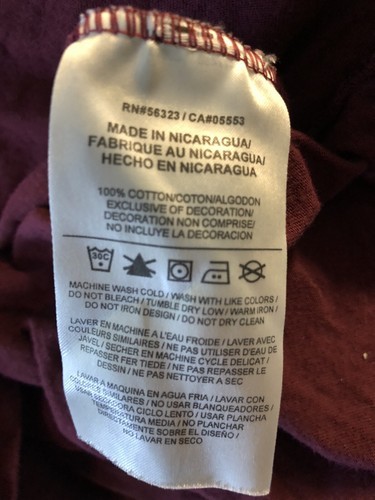 RN#56323 / CA#05553
MADE IN NICARAGUA/
FABRIQUE AU NICARAGUA/
HECHO EN NICARAGUA
100% COTTON/COTON/ALGODON
EXCLUSIVE OF DECORATION/
DECORATION NON COMPRISE/
NO INCLUYE LA DECORACION
30C
MACHINE WASH COLD / WASH WITH LIKE COLORS /
DO NOT BLEACH / TUMBLE DRY LOW / WARM IRON /
DO NOT IRON DESIGN / DO NOT DRY CLEAN
LAVER EN MACHINE A L'EAU FROIDE / LAVER AVEC
COULEURS SIMILAIRES / NE PAS UTILISER D'EAU DE
JAVEL / SECHER EN MACHINE CYCLE DELICAT /
REPASSER FER TIEDE / NE PAS REPASSER LE
DESSIN / NE PAS NETTOYER A SEC
LAVAR A MAQUINA EN AGUA FRIA / LAVAR CON
COLORES SIMILARES / NO USAR BLANQUEADORES /
USAR SECADORA CICLO LENTO / USAR PLANCHA
TEMPERATURA MEDIA / NO PLANCHAR
DIRECTAMENTE SOBRE EL DISEÑO /
NO LAVAR EN SECO